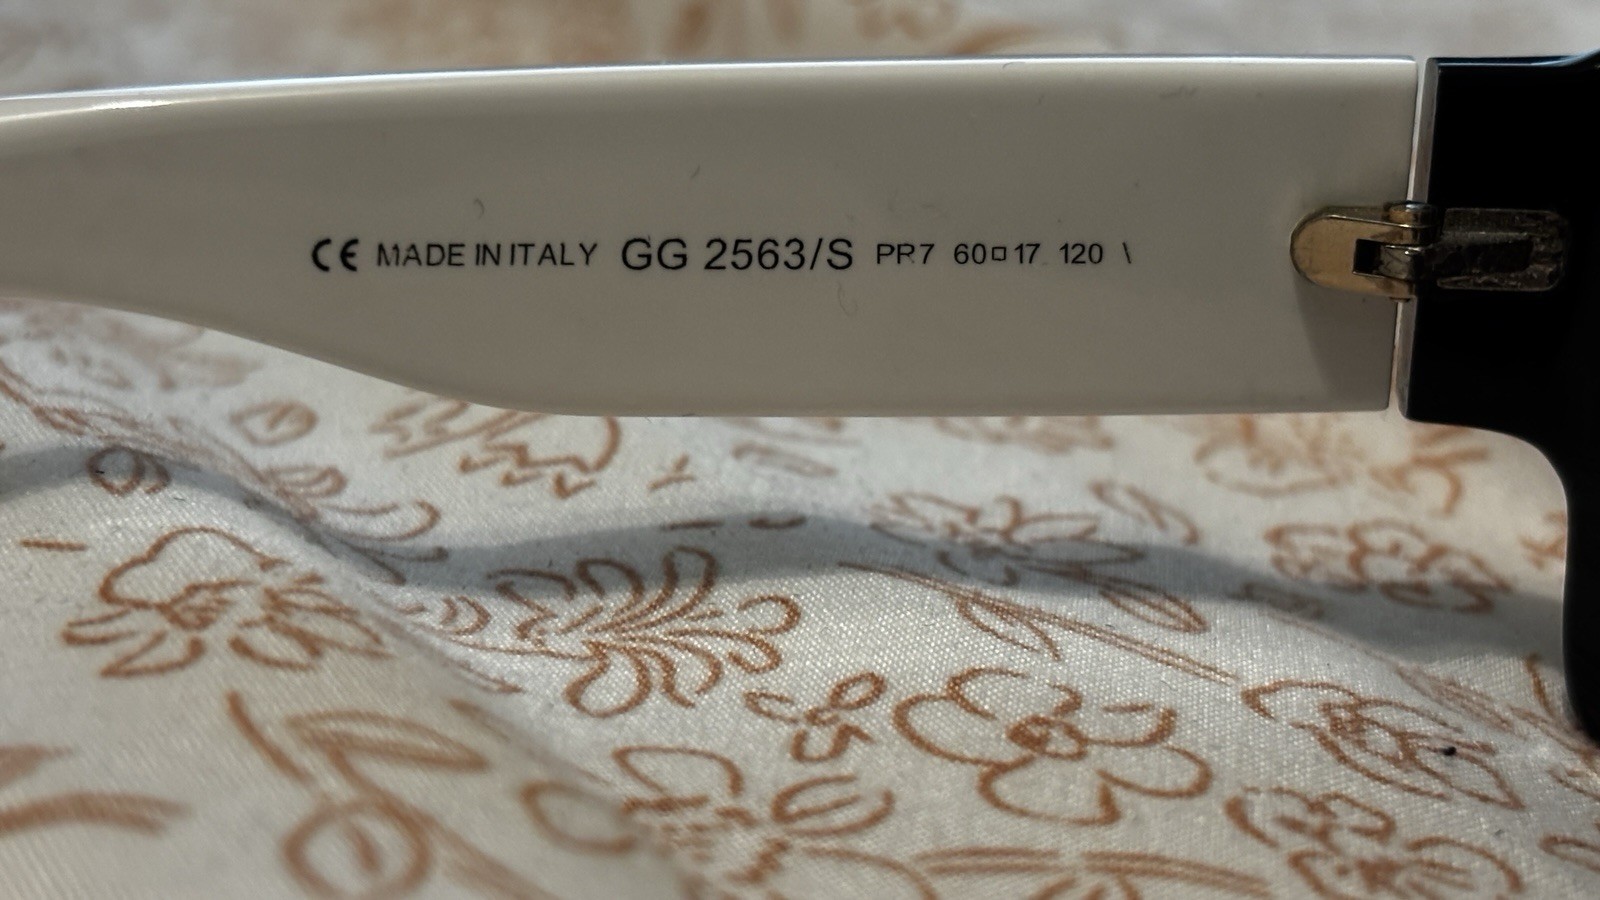 CE MADE IN ITALY GG 2563/S PR7 60□17 120 \